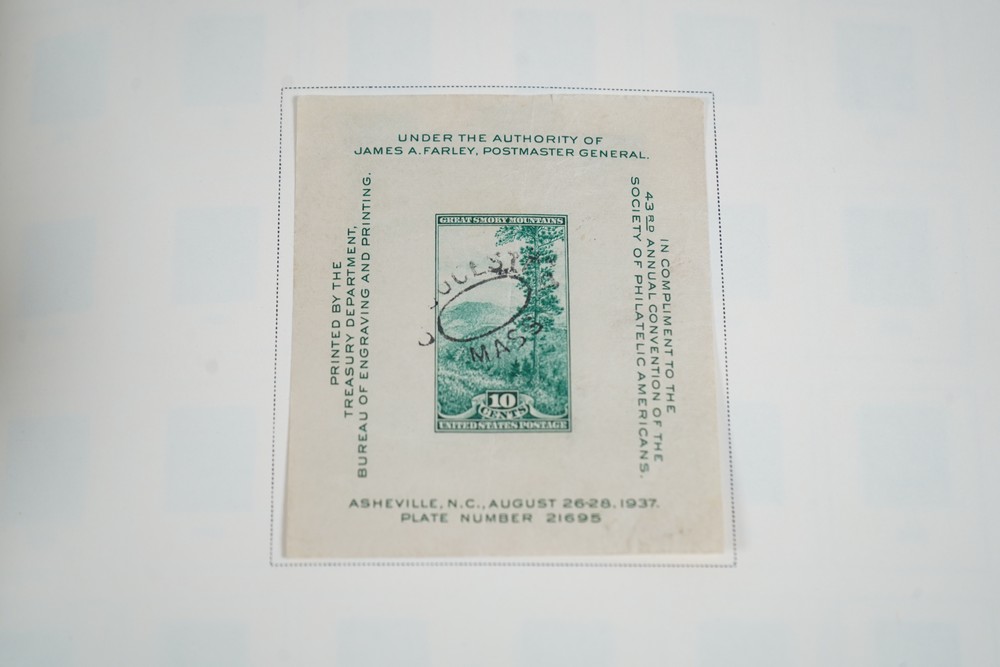 UNDER THE AUTHORITY OF
JAMES A. FARLEY, POSTMASTER GENERAL.
PRINTED BY THE
TREASURY DEPARTMENT,
BUREAU OF ENGRAVING AND PRINTING.
GREAT SMOKY MOUNTAINS
MASS
10
CENTS
UNITED STATES POSTAGE
IN COMPLIMENT TO THE
43RD ANNUAL CONVENTION OF THE
SOCIETY OF PHILATELIC AMERICANS.
ASHEVILLE, N.C., AUGUST 26-28, 1937.
PLATE NUMBER 21695